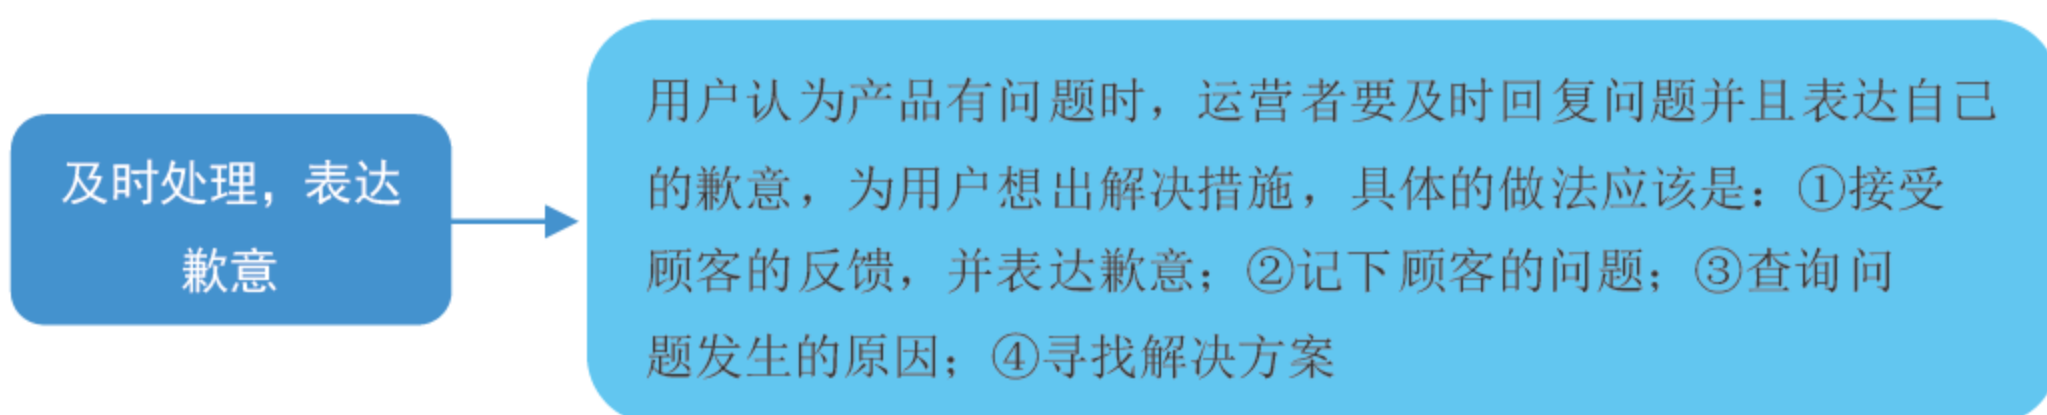 及时处理，表达
歉意
用户认为产品有问题时，运营者要及时回复问题并且表达自己
的歉意，为用户想出解决措施，具体的做法应该是：①接受
顾客的反馈，并表达歉意；②记下顾客的问题；③查询问
题发生的原因；④寻找解决方案